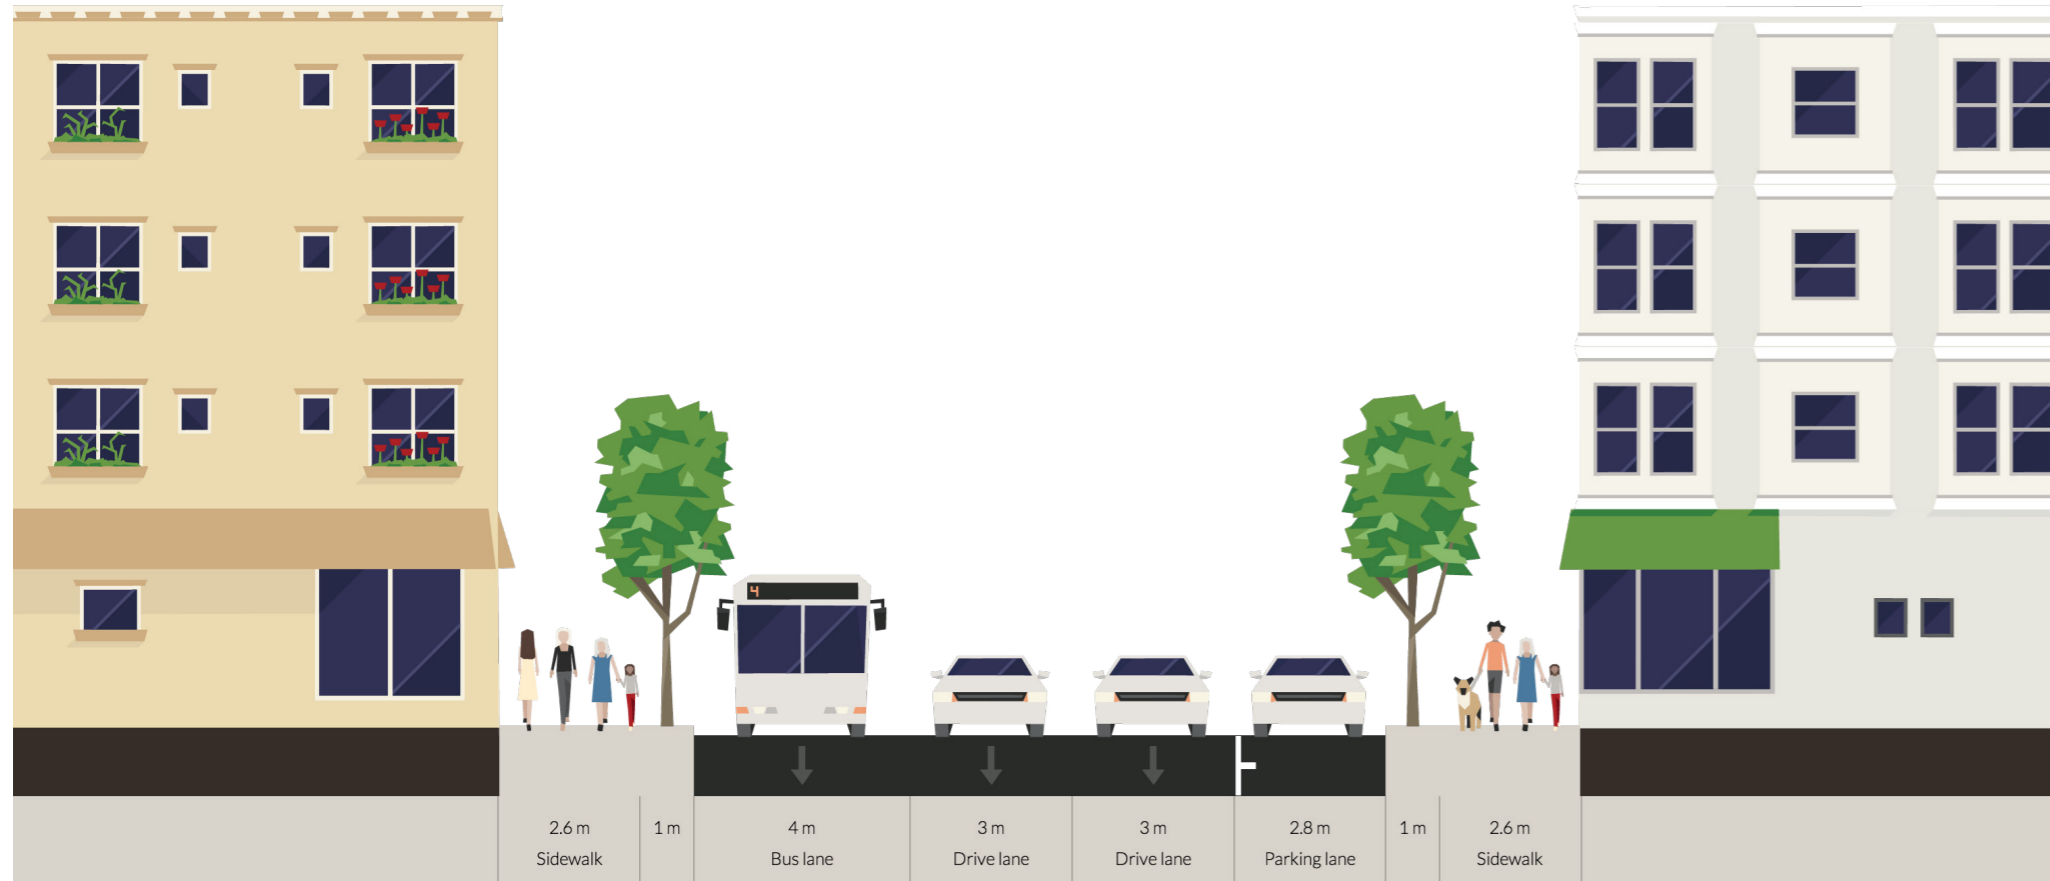 4
2.6 m
Sidewalk
1 m
4 m
Bus lane
3 m
Drive lane
3 m
Drive lane
2.8 m
Parking lane
1 m
2.6 m
Sidewalk